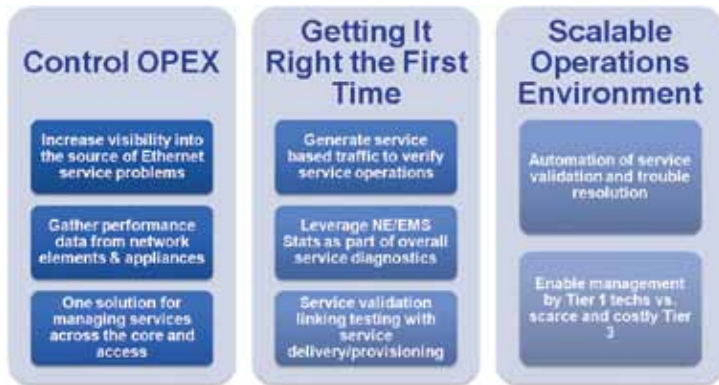 Control OPEX
Increase visibility into
the source of Ethernet
service problems
Gather performance
data from network
elements & appliances
One solution for
managing services
across the core and
access
Getting It
Right the First
Time
Generate service
based traffic to verify
service operations
Leverage NE/EMS
Stats as part of overall
service diagnostics
Service validation
linking testing with
service
delivery/provisioning
Scalable
Operations
Environment
Automation of service
validation and trouble
resolution
Enable management
by Tier 1 techs vs.
scarce and costly Tier
3